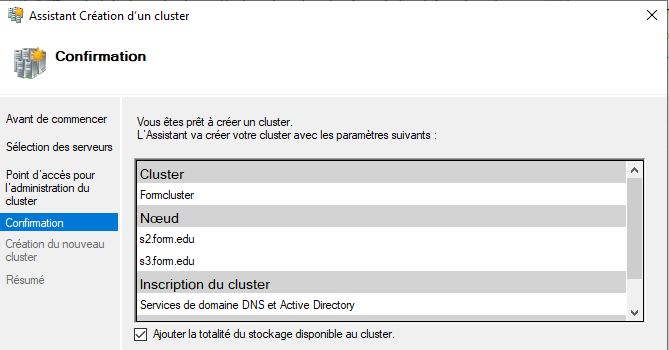 Assistant Création d'un cluster
Confirmation
Avant de commencer
Sélection des serveurs
Point d'accès pour
l'administration du
cluster
Confirmation
Création du nouveau
cluster
Résumé
Vous êtes prêt à créer un cluster.
L'Assistant va créer votre cluster avec les paramètres suivants :
Cluster
Formcluster
Nœud
s2.form.edu
s3.form.edu
Inscription du cluster
Services de domaine DNS et Active Directory
Ajouter la totalité du stockage disponible au cluster.